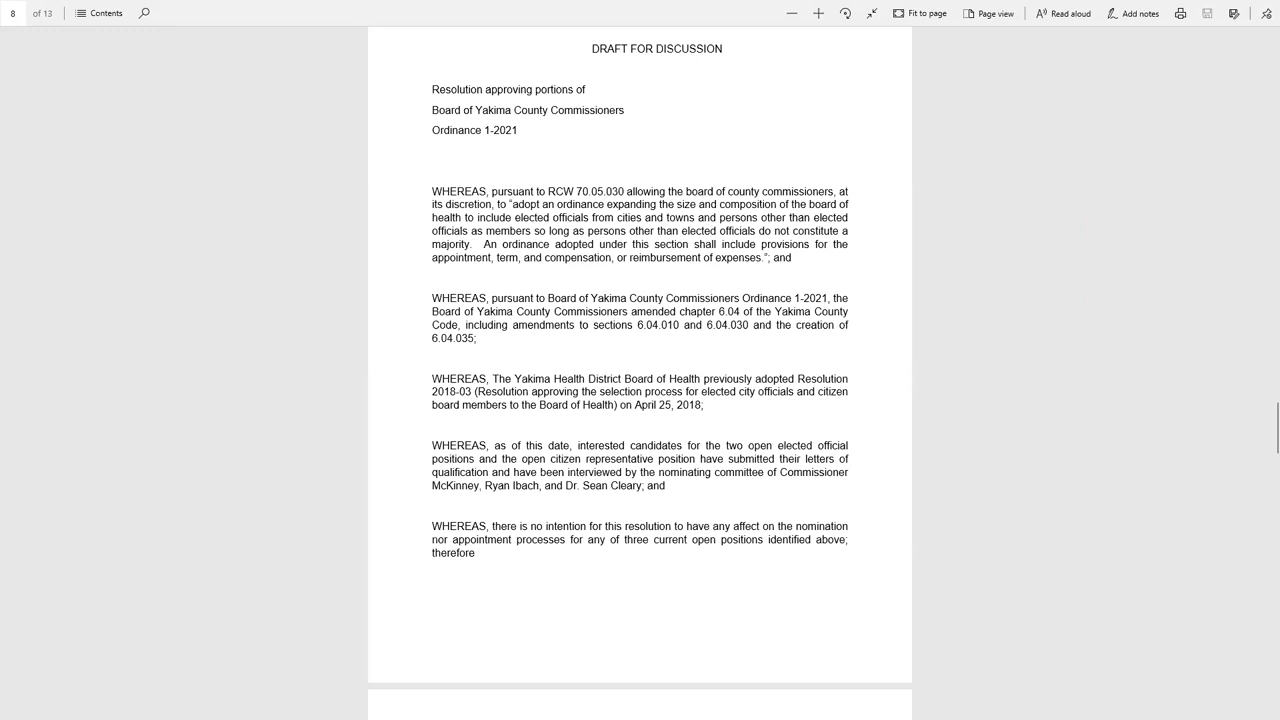 8 of 13 Contents Fit to page Page view Read aloud Add notes
DRAFT FOR DISCUSSION
Resolution approving portions of
Board of Yakima County Commissioners
Ordinance 1-2021
WHEREAS, pursuant to RCW 70.05.030 allowing the board of county commissioners, at
its discretion, to “adopt an ordinance expanding the size and composition of the board of
health to include elected officials from cities and towns and persons other than elected
officials as members so long as persons other than elected officials do not constitute a
majority. An ordinance adopted under this section shall include provisions for the
appointment, term, and compensation, or reimbursement of expenses.”; and
WHEREAS, pursuant to Board of Yakima County Commissioners Ordinance 1-2021, the
Board of Yakima County Commissioners amended chapter 6.04 of the Yakima County
Code, including amendments to sections 6.04.010 and 6.04.030 and the creation of
6.04.035;
WHEREAS, The Yakima Health District Board of Health previously adopted Resolution
2018-03 (Resolution approving the selection process for elected city officials and citizen
board members to the Board of Health) on April 25, 2018;
WHEREAS, as of this date, interested candidates for the two open elected official
positions and the open citizen representative position have submitted their letters of
qualification and have been interviewed by the nominating committee of Commissioner
McKinney, Ryan Ibach, and Dr. Sean Cleary; and
WHEREAS, there is no intention for this resolution to have any affect on the nomination
nor appointment processes for any of three current open positions identified above;
therefore